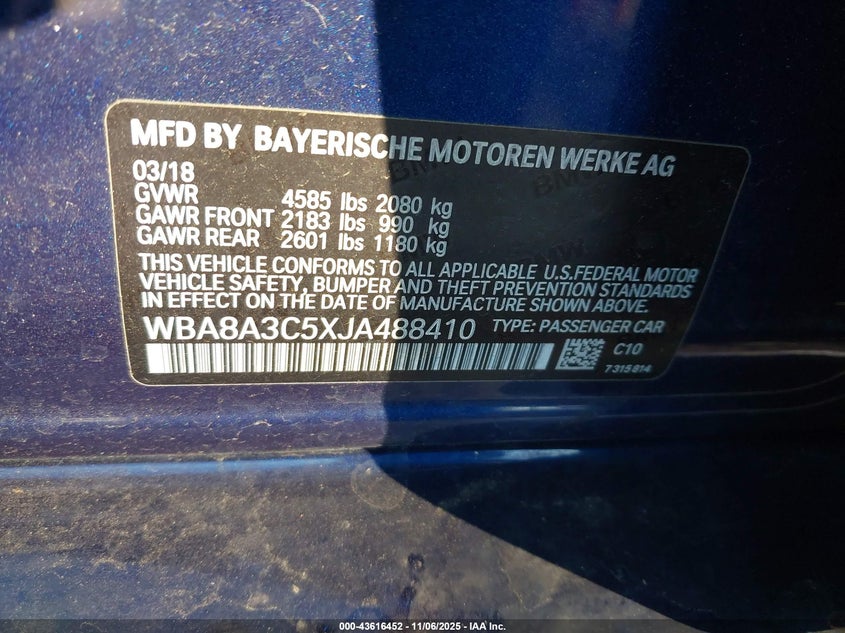 MFD BY BAYERISCHE MOTOREN WERKE AG
03/18
GVWR 4585 lbs 2080 kg
GAWR FRONT 2183 lbs 990 kg
GAWR REAR 2601 lbs 1180 kg
THIS VEHICLE CONFORMS TO ALL APPLICABLE U.S.FEDERAL MOTOR
VEHICLE SAFETY, BUMPER AND THEFT PREVENTION STANDARDS
IN EFFECT ON THE DATE OF MANUFACTURE SHOWN ABOVE.
WBA8A3C5XJA488410 TYPE: PASSENGER CAR
C10
7315814
000-43616452 - 11/06/2025 - IAA Inc.